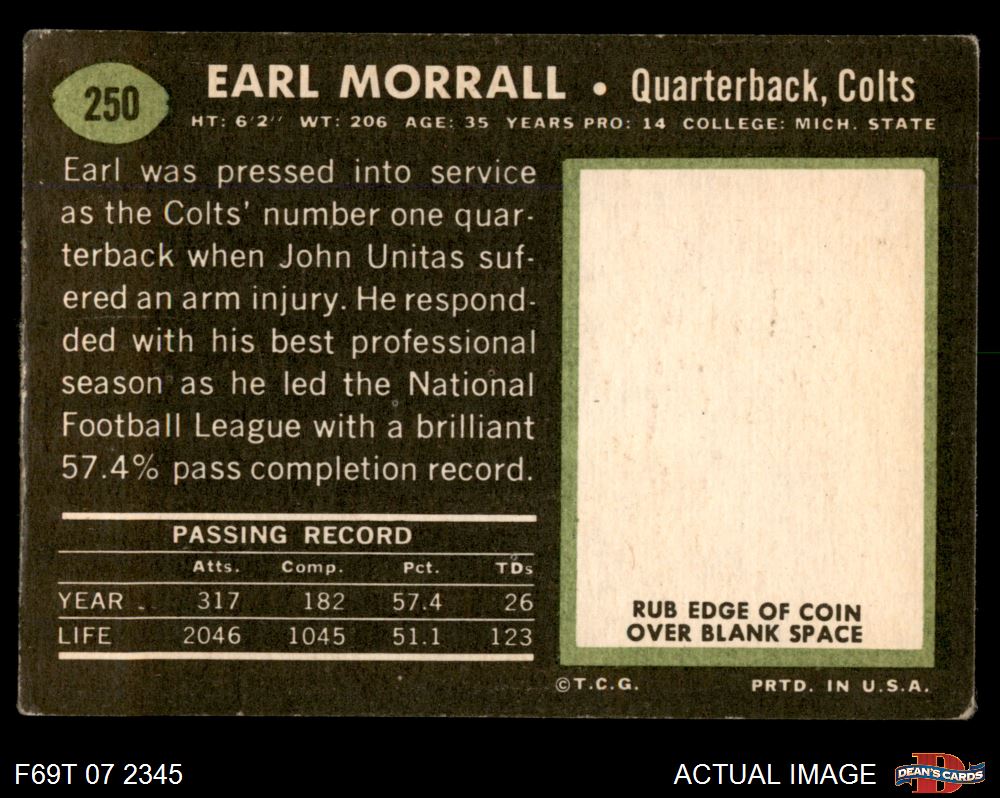 250
EARL MORRALL • Quarterback, Colts
HT: 6'2" WT: 206 AGE: 35 YEARS PRO: 14 COLLEGE: MICH. STATE
Earl was pressed into service
as the Colts' number one quar-
terback when John Unitas suf-
fered an arm injury. He respond-
ded with his best professional
season as he led the National
Football League with a brilliant
57.4% pass completion record.
PASSING RECORD
Atts. Comp. Pct. TDs
YEAR .. 317 182 57.4 26
LIFE 2046 1045 51.1 123
RUB EDGE OF COIN
OVER BLANK SPACE
©T.C.G. PRTD. IN U.S.A.
F69T 07 2345
ACTUAL IMAGE
D
DEAN'S CARDS